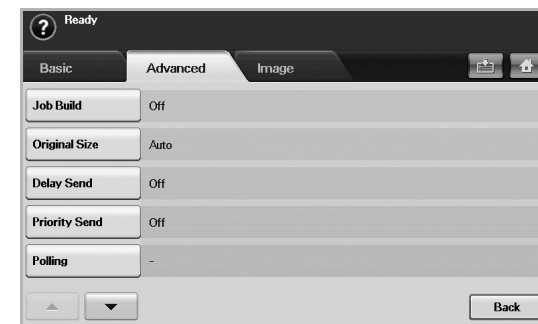 ? Ready
Basic Advanced Image
Job Build Off
Original Size Auto
Delay Send Off
Priority Send Off
Polling -
Back